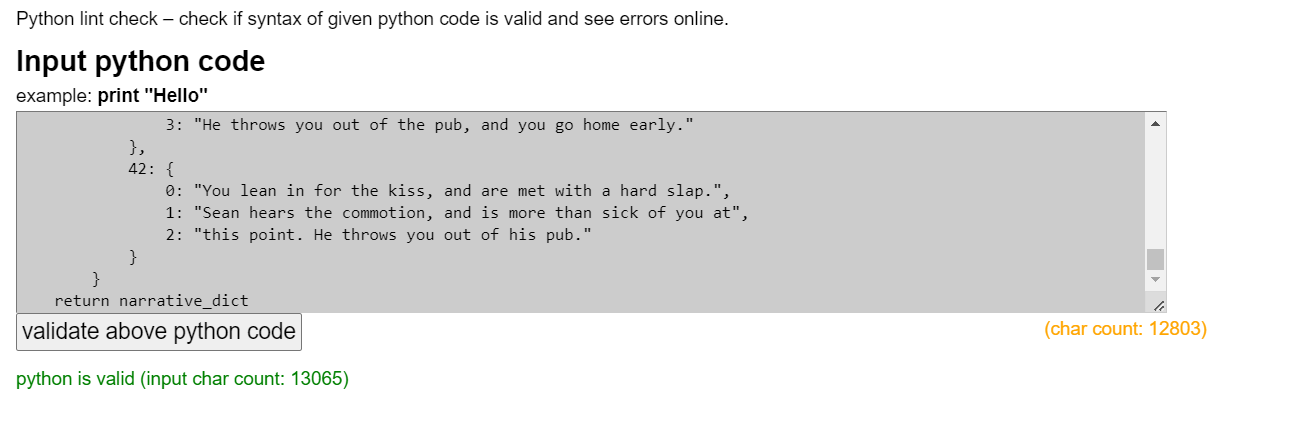 Python lint check – check if syntax of given python code is valid and see errors online.
Input python code
example: print "Hello"
3: "He throws you out of the pub, and you go home early."
},
42: {
0: "You lean in for the kiss, and are met with a hard slap.",
1: "Sean hears the commotion, and is more than sick of you at",
2: "this point. He throws you out of his pub."
}
}
return narrative_dict
validate above python code
(char count: 12803)
python is valid (input char count: 13065)